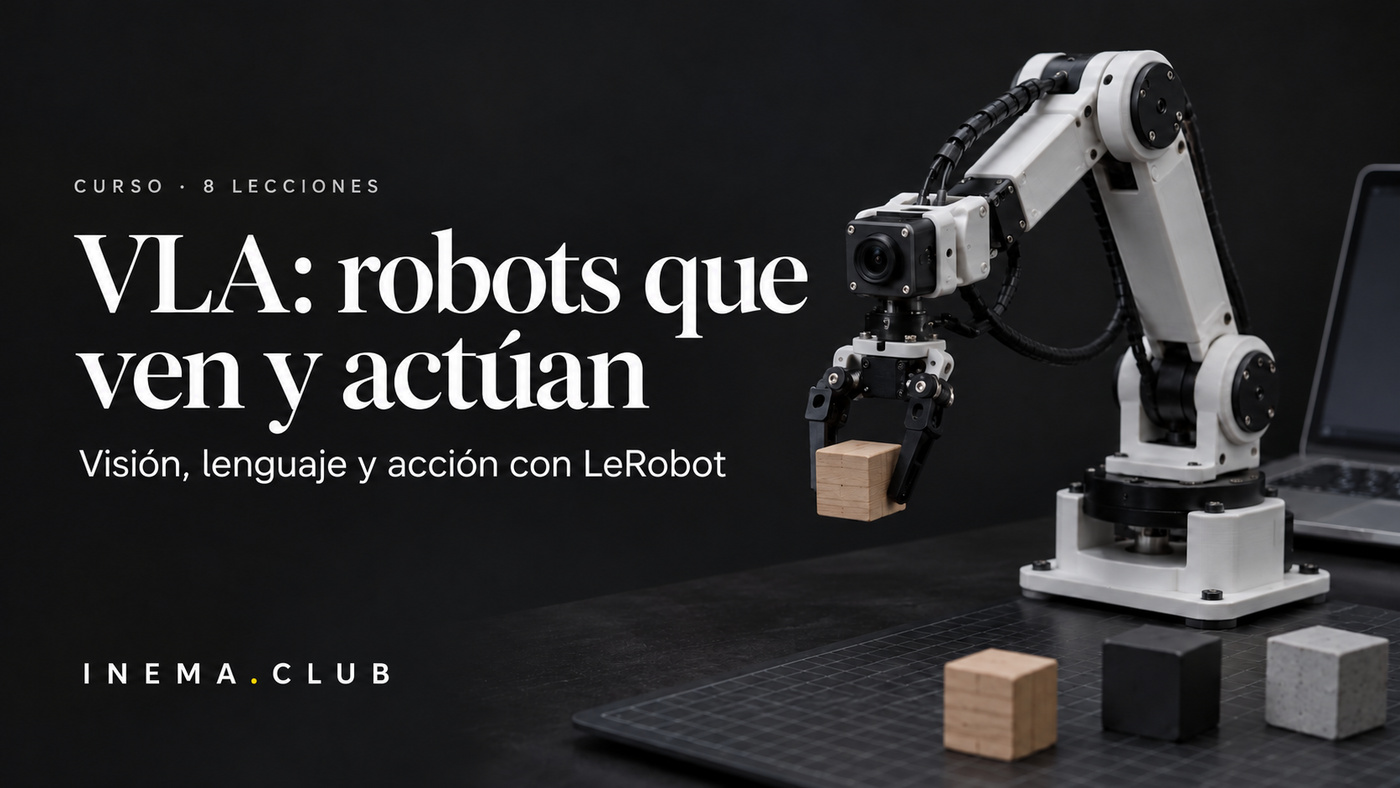 CURSO · 8 LECCIONES
VLA: robots que
ven y actúan
Visión, lenguaje y acción con LeRobot
INEMA.CLUB